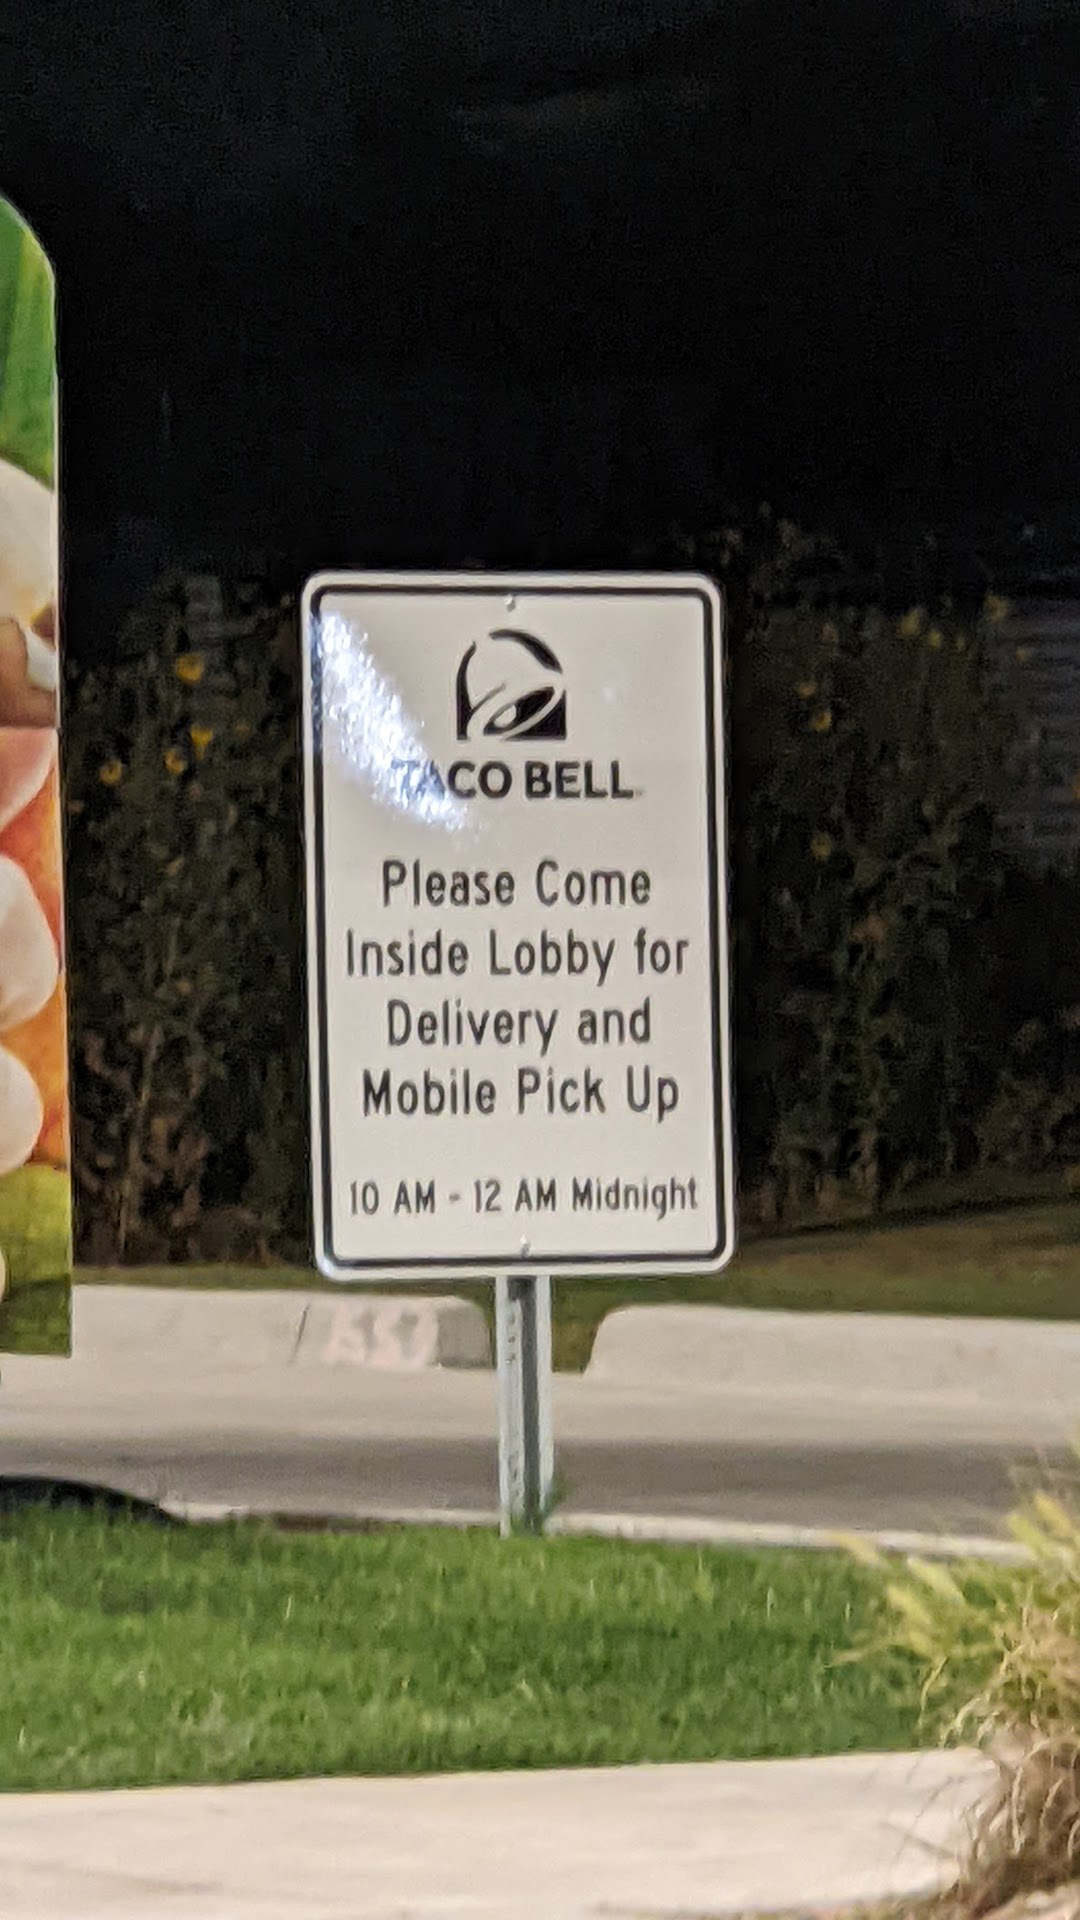 TACO BELL
Please Come
Inside Lobby for
Delivery and
Mobile Pick Up
10 AM - 12 AM Midnight